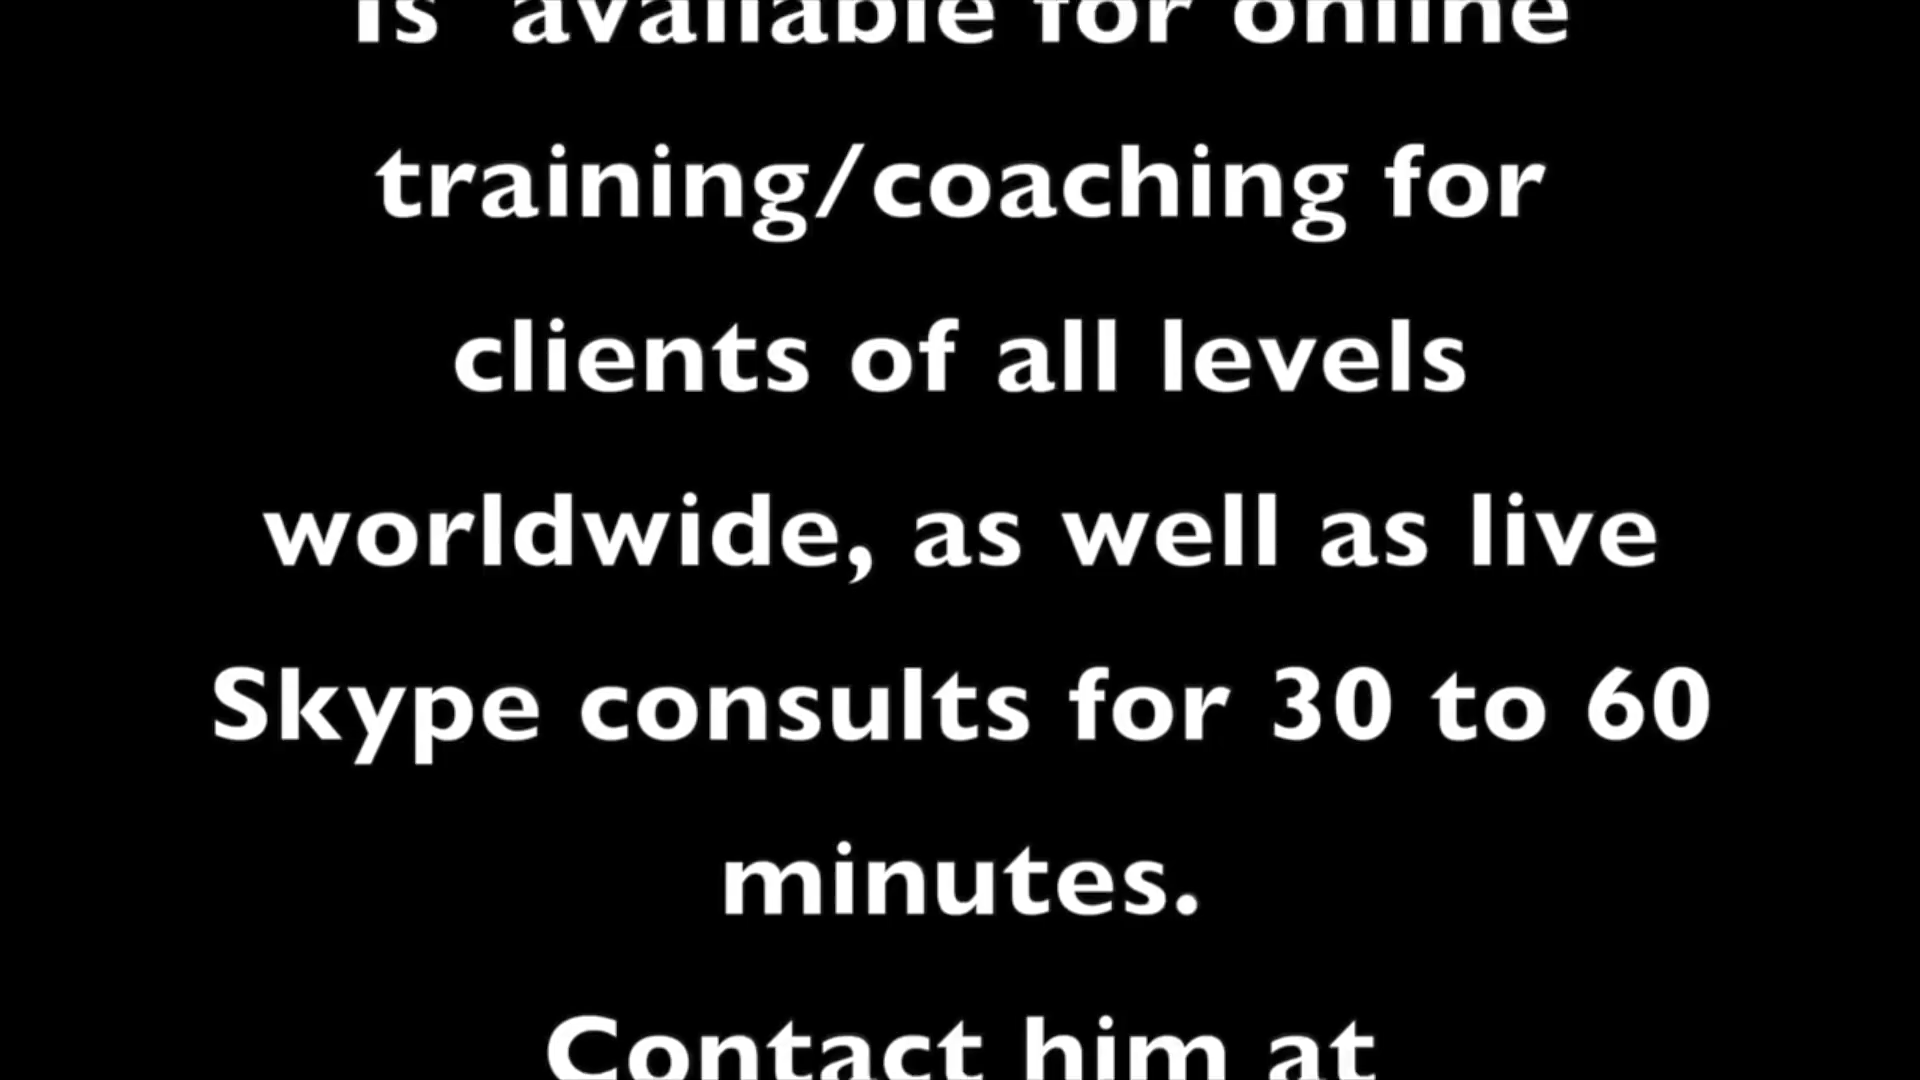 is available for online
training/coaching for
clients of all levels
worldwide, as well as live
Skype consults for 30 to 60
minutes.
Contact him at